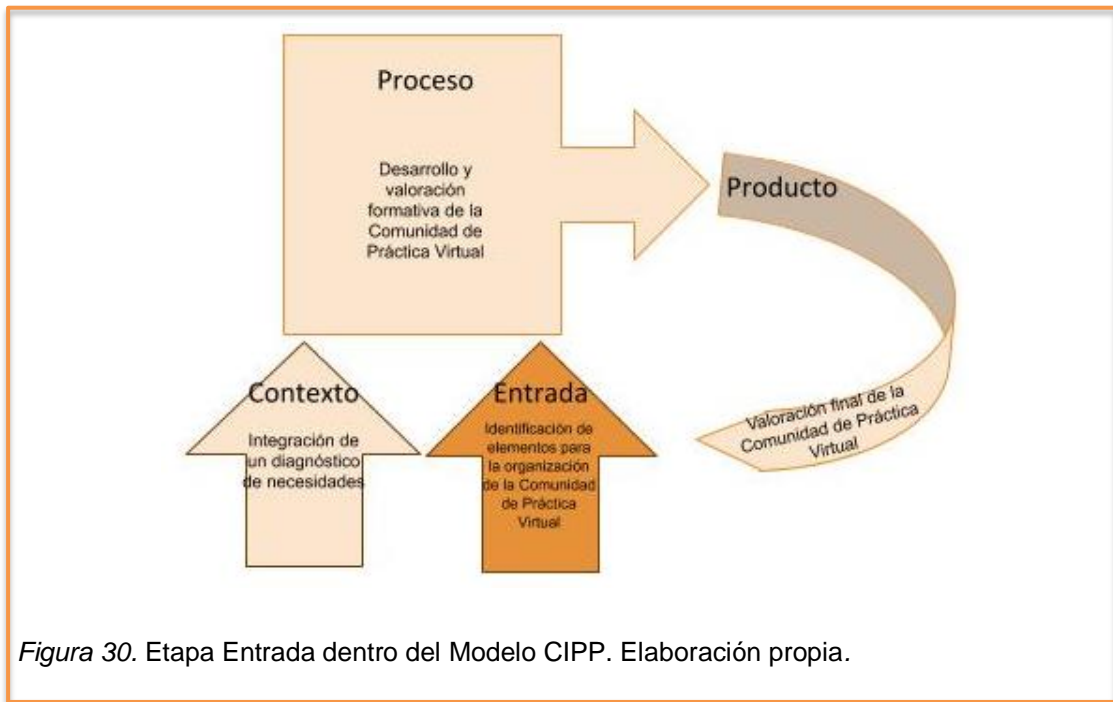 Proceso
Desarrollo y
valoración
formativa de la
Comunidad de
Práctica Virtual
Producto
Contexto
Integración de
un diagnóstico
de necesidades
Entrada
Identificación de
elementos para
la organización
de la Comunidad
de Práctica
Virtual
Valoración final de la
Comunidad de Práctica
Virtual
Figura 30. Etapa Entrada dentro del Modelo CIPP. Elaboración propia.